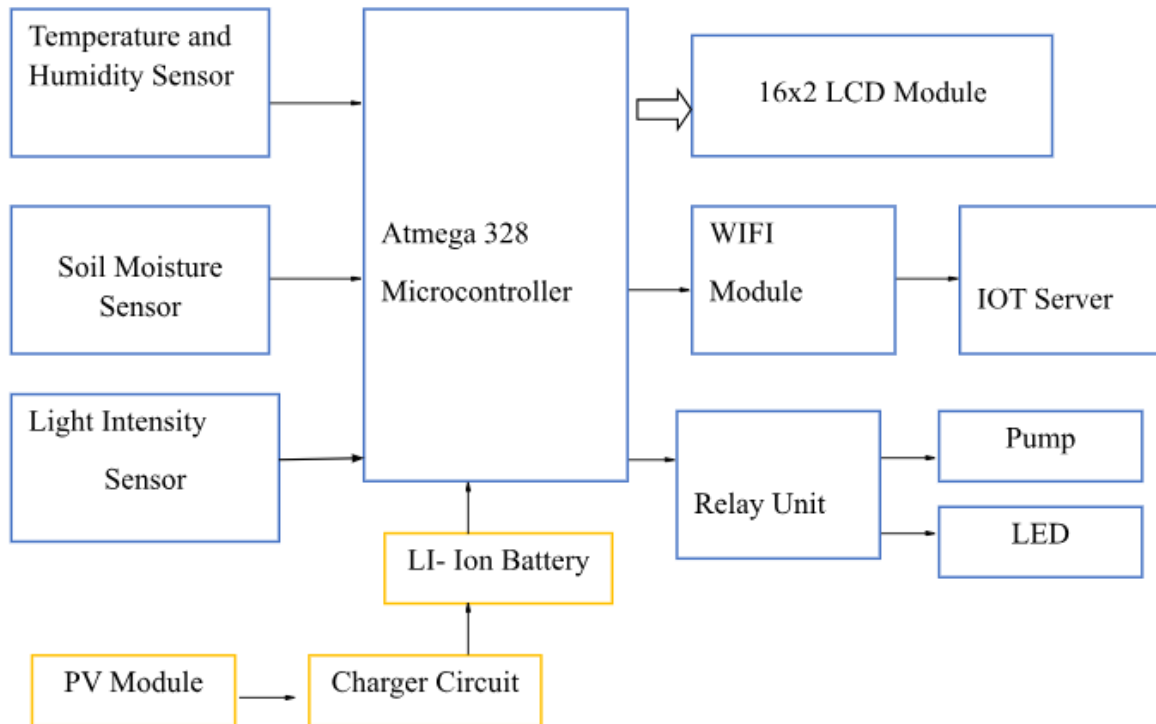 Temperature and
Humidity Sensor
16x2 LCD Module
Soil Moisture
Sensor
Atmega 328
Microcontroller
WIFI
Module
IOT Server
Light Intensity
Sensor
Relay Unit
Pump
LED
LI- Ion Battery
PV Module
Charger Circuit